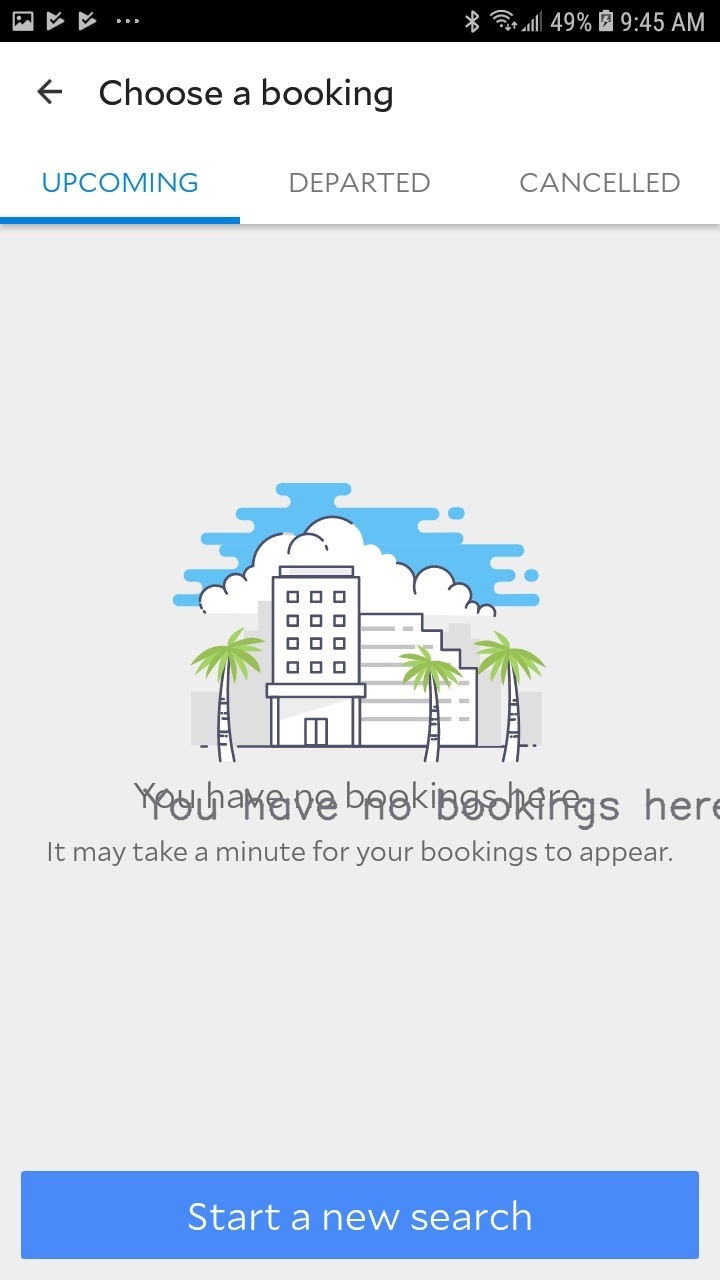 49% 9:45 AM
Choose a booking
UPCOMING DEPARTED CANCELLED
You have no bookings here.
You have no bookings here
It may take a minute for your bookings to appear.
Start a new search